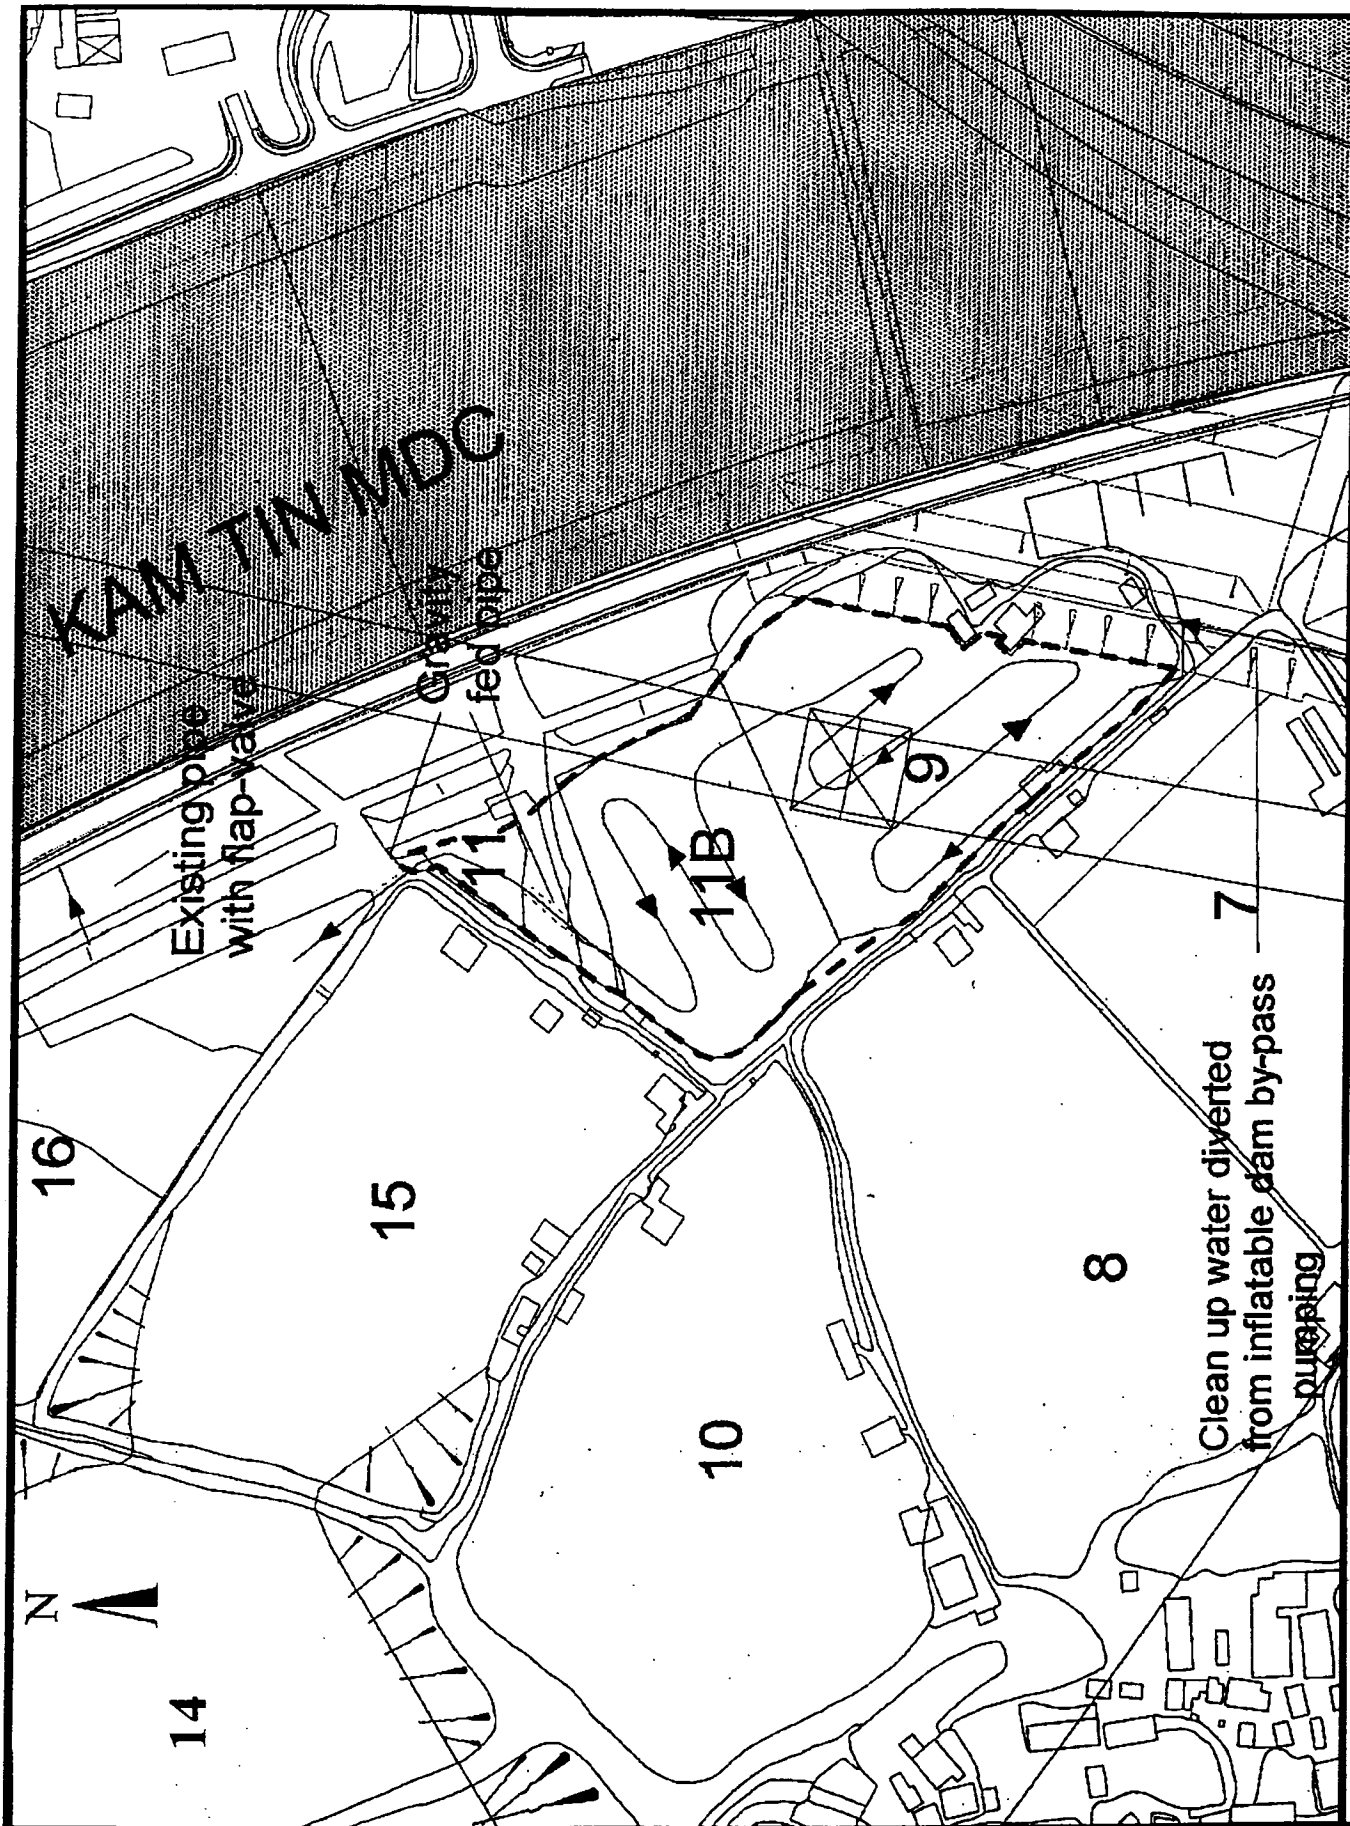 KAM TIN MDC
Existing pipe
with flap-valve
Gravity
fed pipe
16
15
11
11B
9
7
14
10
8
N
Clean up water diverted
from inflatable dam by-pass
pumping